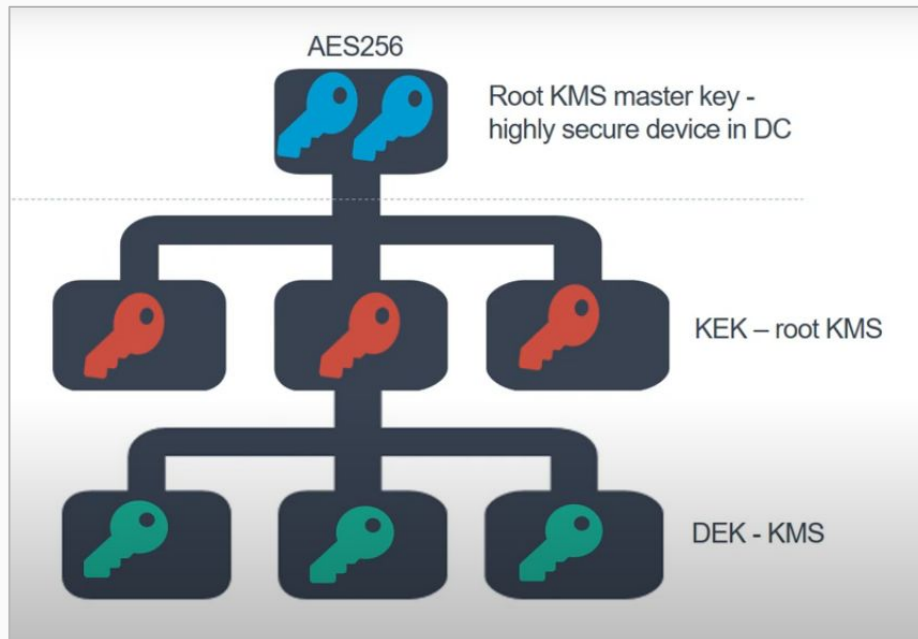 AES256
Root KMS master key -
highly secure device in DC
KEK – root KMS
DEK - KMS